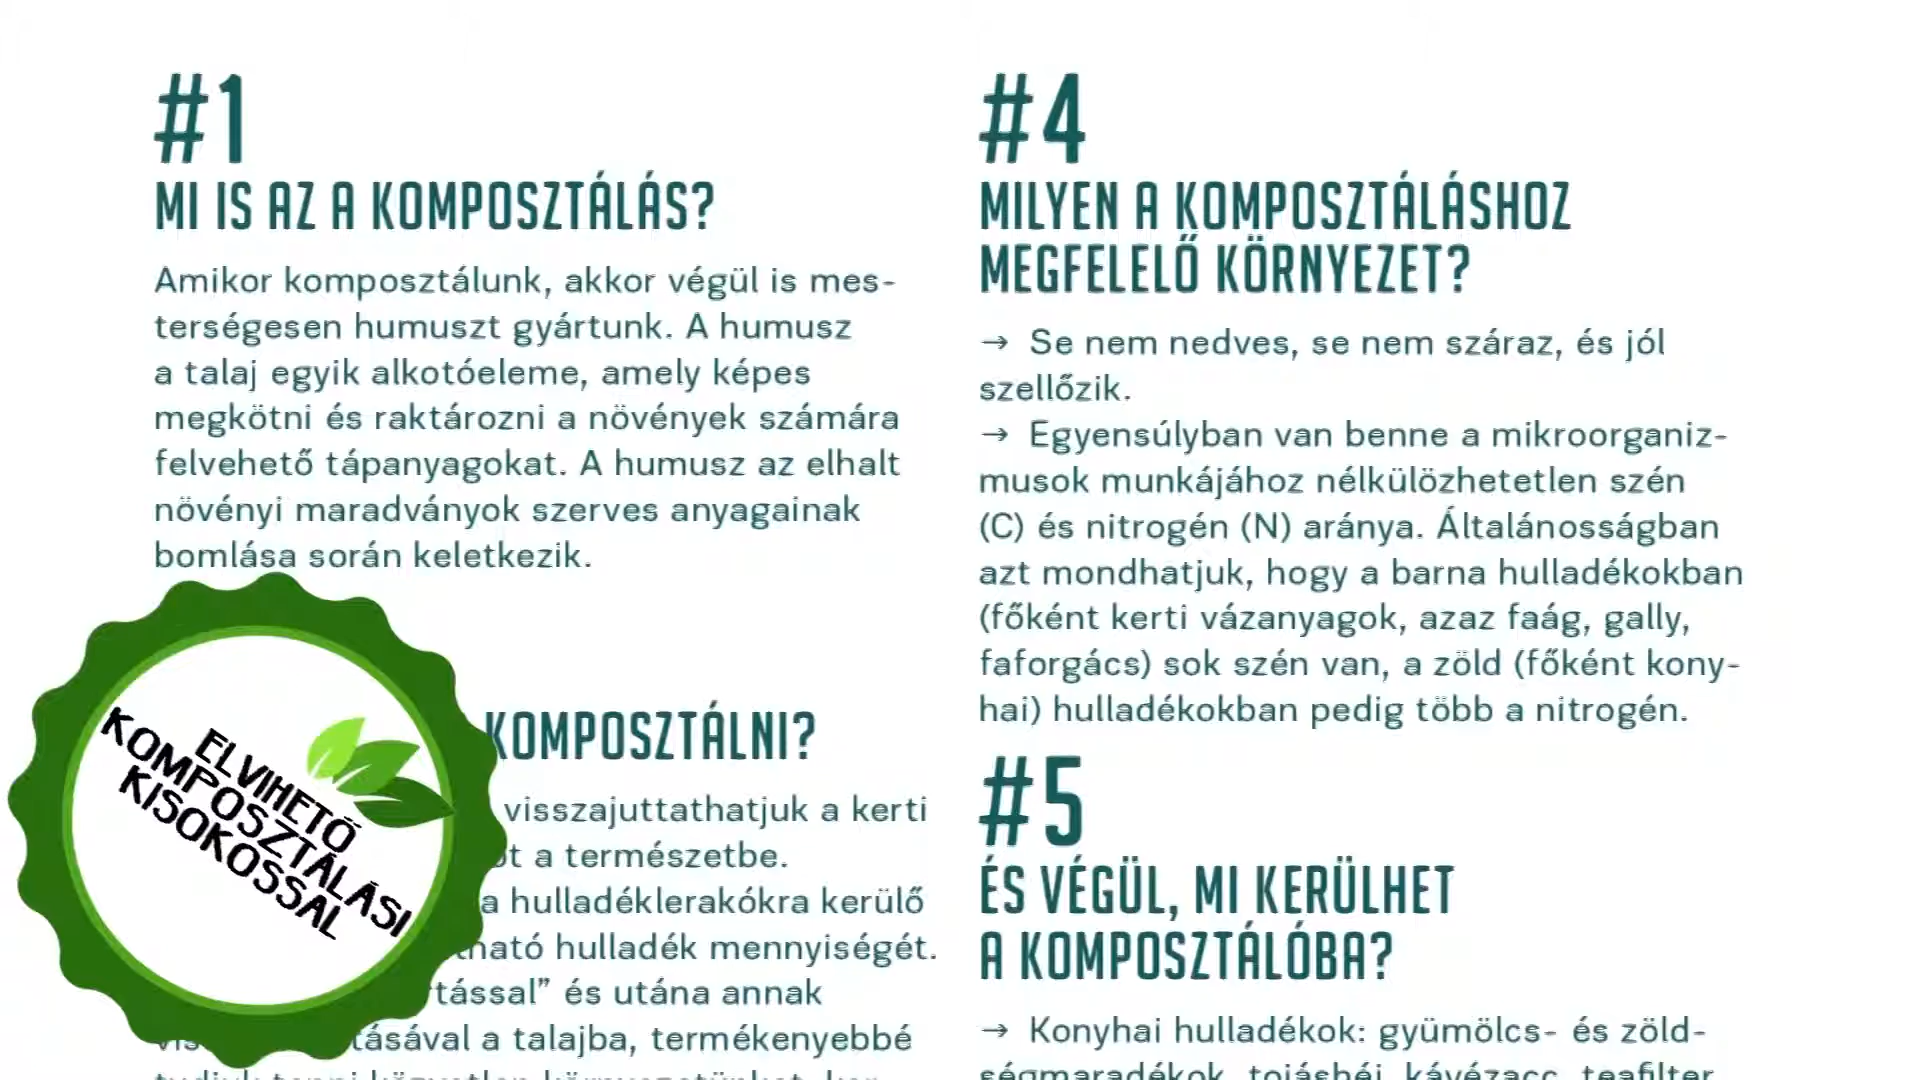 #1
MI IS AZ A KOMPOSZTÁLÁS?
Amikor komposztálunk, akkor végül is mes-
terségesen humuszt gyártunk. A humusz
a talaj egyik alkotóeleme, amely képes
megkötni és raktározni a növények számára
felvehető tápanyagokat. A humusz az elhalt
növényi maradványok szerves anyagainak
bomlása során keletkezik.
KOMPOSZTÁLNI?
visszajuttathatjuk a kerti
a természetbe.
a hulladéklerakókra kerülő
hulladék mennyiségét.
és utána annak
a talajba, termékenyebbé
ELVIHETŐ
KOMPOSZTÁLÁSI
KISOKOSSAL
#4
MILYEN A KOMPOSZTÁLÁSHOZ
MEGFELELŐ KÖRNYEZET?
→ Se nem nedves, se nem száraz, és jól
szellőzik.
→ Egyensúlyban van benne a mikroorganiz-
musok munkájához nélkülözhetetlen szén
(C) és nitrogén (N) aránya. Általánosságban
azt mondhatjuk, hogy a barna hulladékokban
(főként kerti vázanyagok, azaz faág, gally,
faforgács) sok szén van, a zöld (főként kony-
hai) hulladékokban pedig több a nitrogén.
#5
ÉS VÉGÜL, MI KERÜLHET
A KOMPOSZTÁLÓBA?
→ Konyhai hulladékok: gyümölcs- és zöld-
ségmaradékok, tojáshéj, kávézacc, teafilter